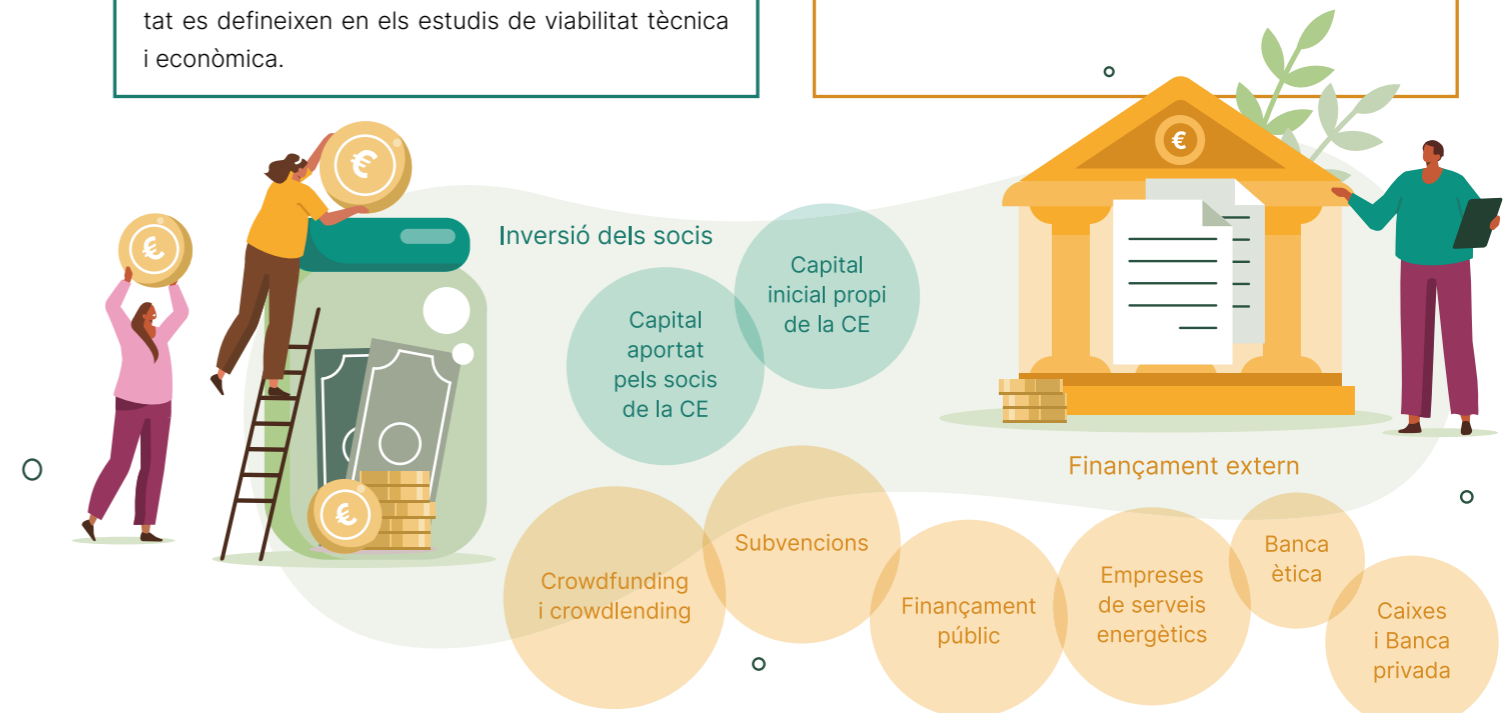 tat es defineixen en els estudis de viabilitat tècnica
i econòmica.
€
€
€
€
Inversió dels socis
Capital
aportat
pels socis
de la CE
Capital
inicial propi
de la CE
Finançament extern
Crowdfunding
i crowdlending
Subvencions
Finançament
públic
Empreses
de serveis
energètics
Banca
ètica
Caixes
i Banca
privada